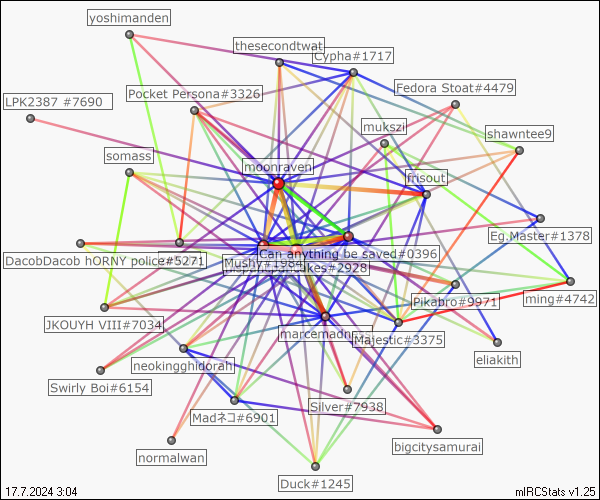 yoshimanden
thesecondtwat
Cypha#1717
Pocket Persona#3326
Fedora Stoat#4479
LPK2387 #7690
mukszi
shawntee9
somass
moonraven
frisout
Eg.Master#1378
Can anything be saved#0396
DacobDacob hORNY police#5271
Mushy#1984
kes#2928
Pikabro#9971
ming#4742
JKOUYH VIII#7034
marcemadness
Majestic#3375
eliakith
neokingghidorah
Swirly Boi#6154
Silver#7938
Madネコ#6901
bigcitysamurai
normalwan
Duck#1245
17.7.2024 3:04
mIRCStats v1.25